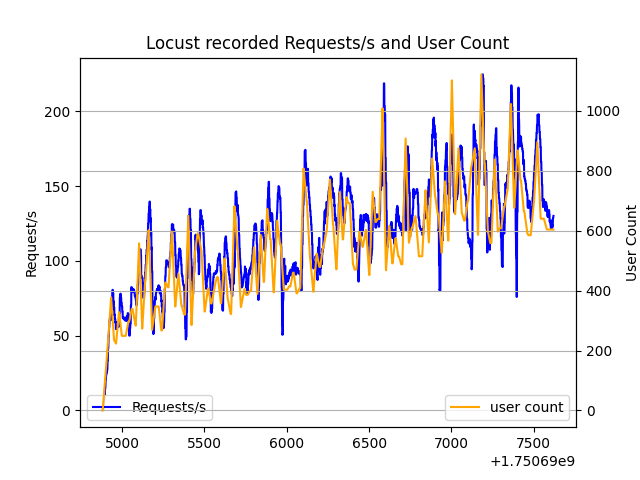 Locust recorded Requests/s and User Count
Request/s
200
150
100
50
0
1000
800
600
400
200
0
User Count
Requests/s
user count
5000 5500 6000 6500 7000 7500
+1.75069e9